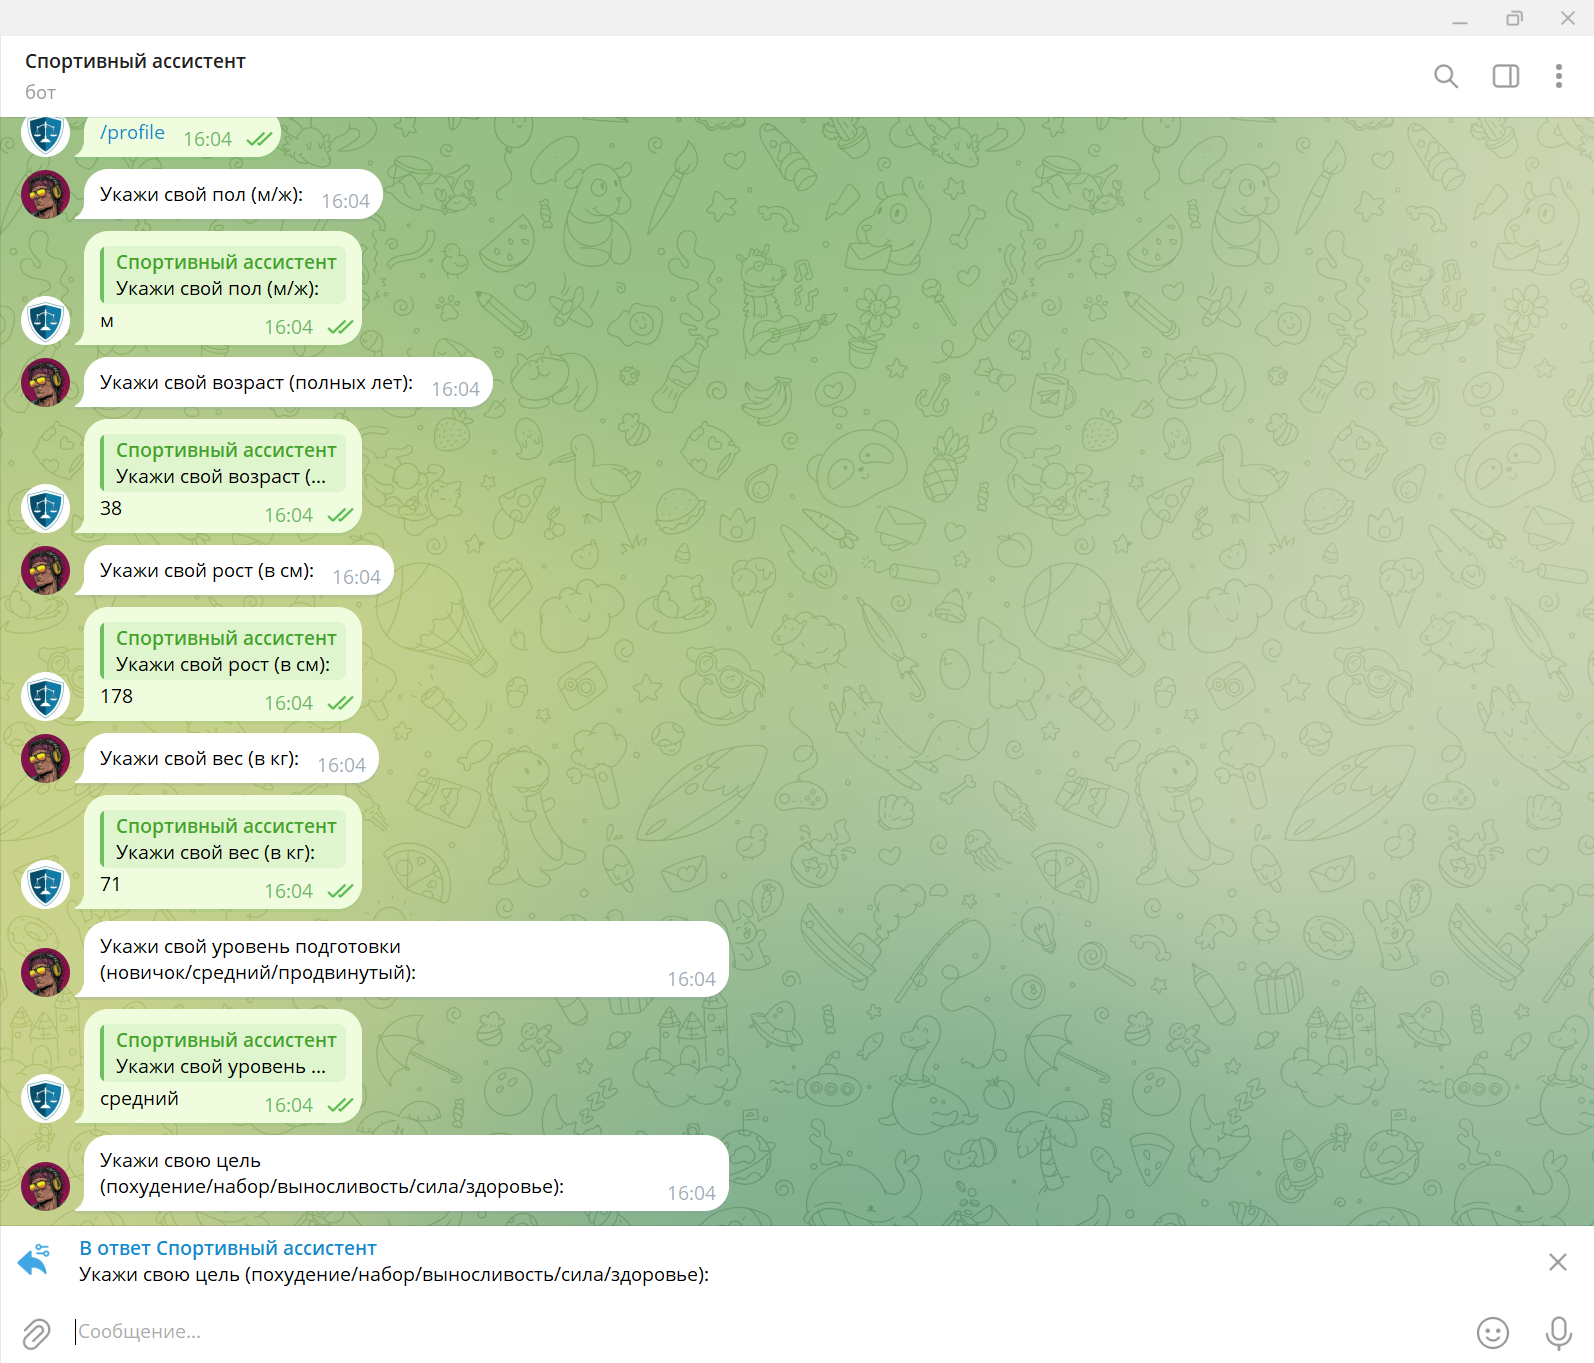 Спортивный ассистент
бот
/profile 16:04
Укажи свой пол (м/ж): 16:04
Спортивный ассистент
Укажи свой пол (м/ж):
м 16:04
Укажи свой возраст (полных лет): 16:04
Спортивный ассистент
Укажи свой возраст (...
38 16:04
Укажи свой рост (в см): 16:04
Спортивный ассистент
Укажи свой рост (в см):
178 16:04
Укажи свой вес (в кг): 16:04
Спортивный ассистент
Укажи свой вес (в кг):
71 16:04
Укажи свой уровень подготовки
(новичок/средний/продвинутый): 16:04
Спортивный ассистент
Укажи свой уровень ...
средний 16:04
Укажи свою цель
(похудение/набор/выносливость/сила/здоровье): 16:04
В ответ Спортивный ассистент
Укажи свою цель (похудение/набор/выносливость/сила/здоровье):
Сообщение...